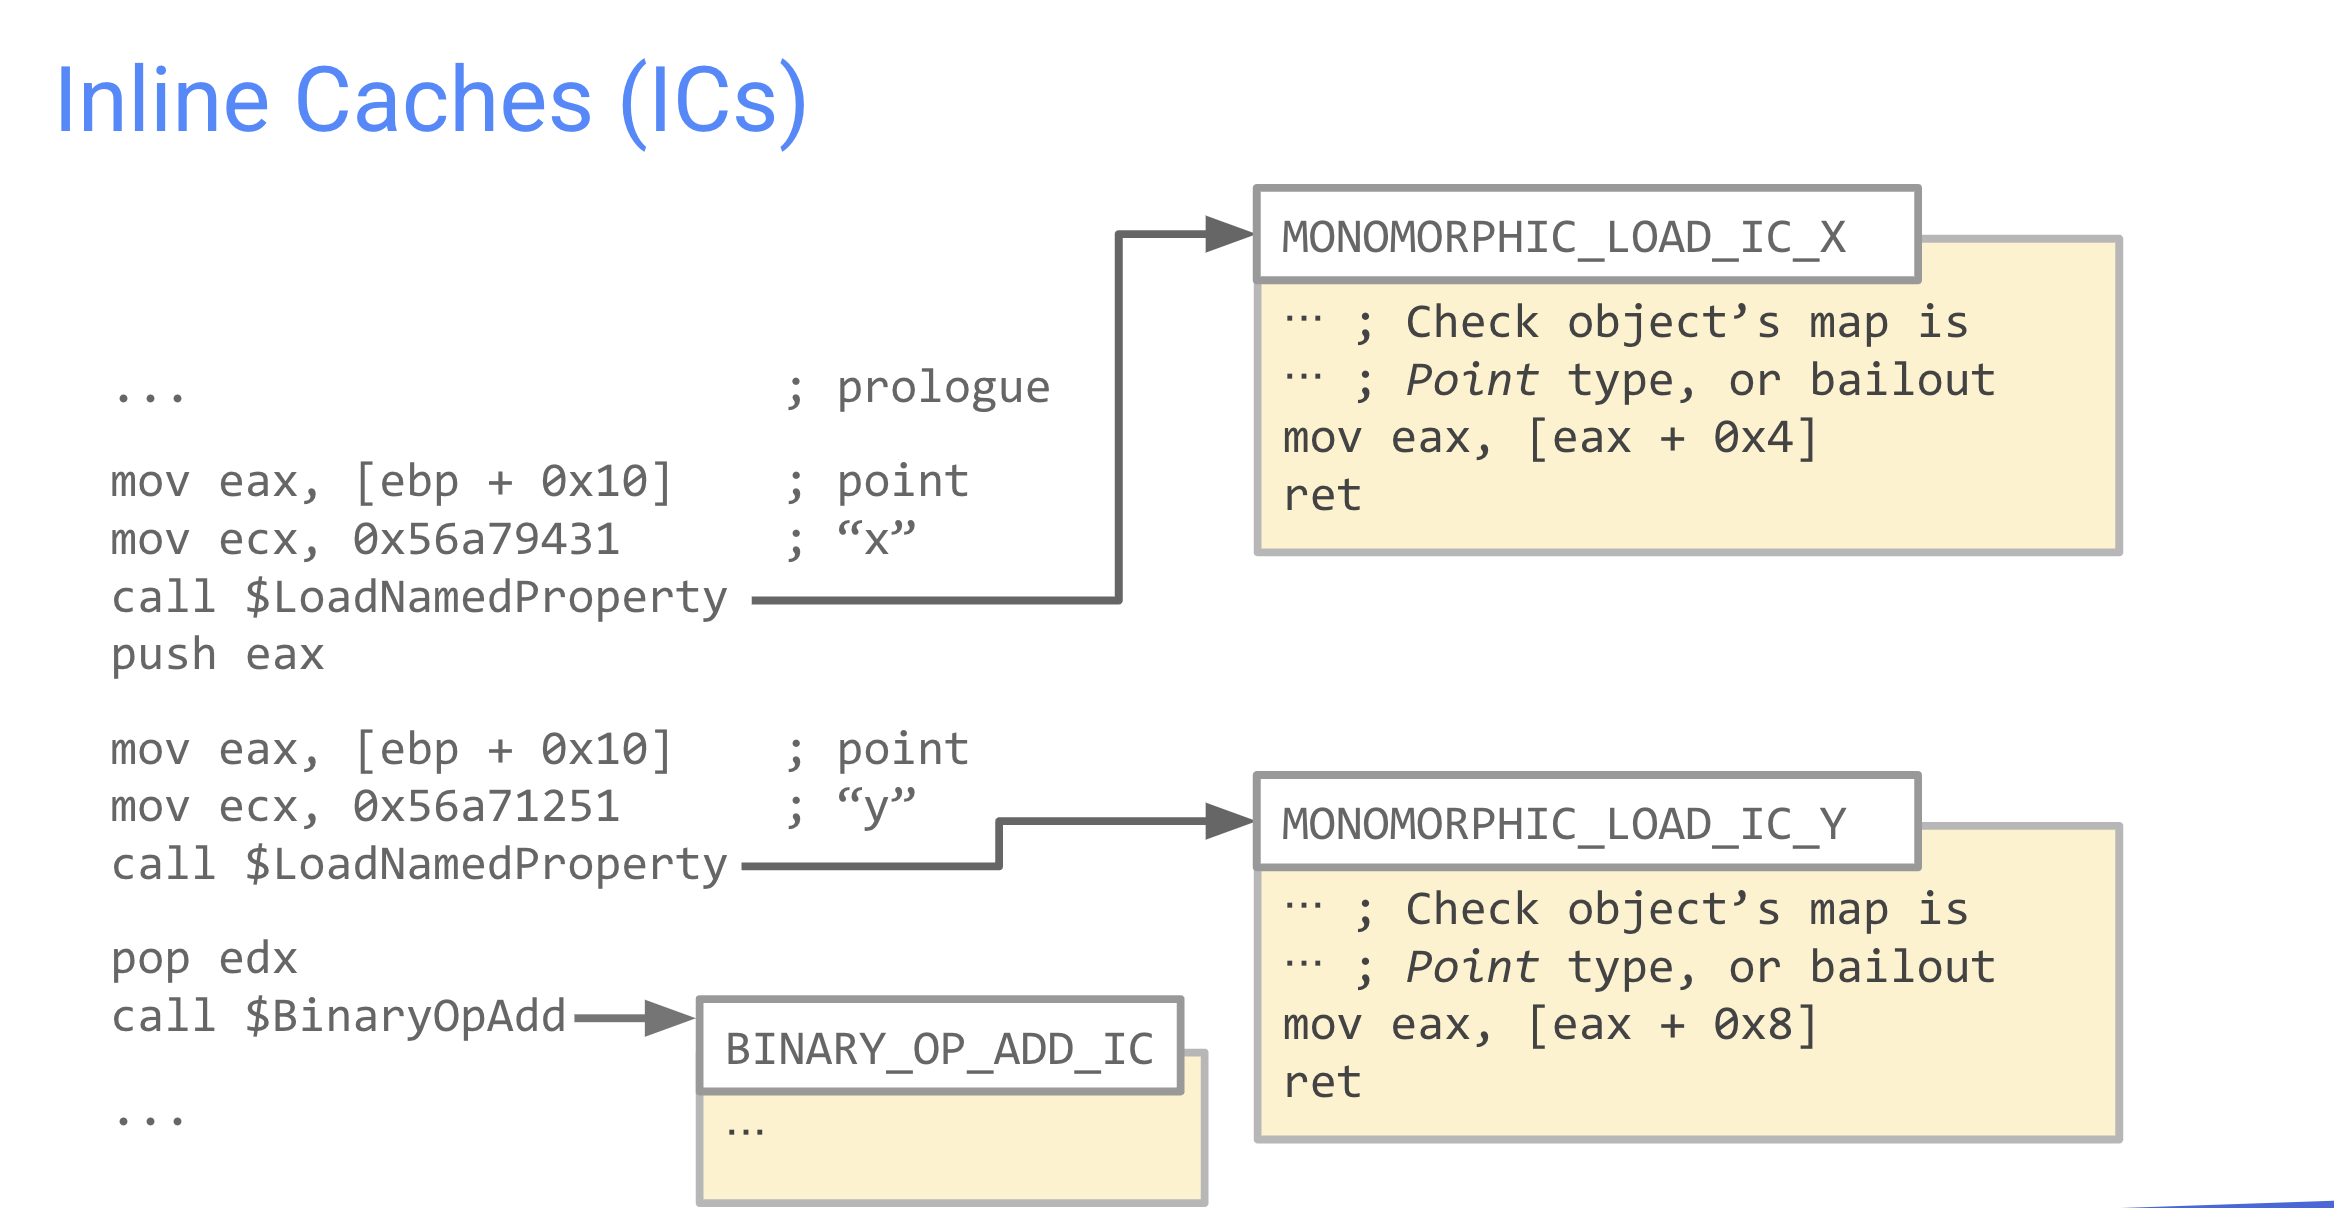 Inline Caches (ICs)
... ; prologue
mov eax, [ebp + 0x10] ; point
mov ecx, 0x56a79431 ; “x”
call $LoadNamedProperty
push eax
mov eax, [ebp + 0x10] ; point
mov ecx, 0x56a71251 ; “y”
call $LoadNamedProperty
pop edx
call $BinaryOpAdd
...
MONOMORPHIC_LOAD_IC_X
… ; Check object’s map is
… ; Point type, or bailout
mov eax, [eax + 0x4]
ret
MONOMORPHIC_LOAD_IC_Y
… ; Check object’s map is
… ; Point type, or bailout
mov eax, [eax + 0x8]
ret
BINARY_OP_ADD_IC
…